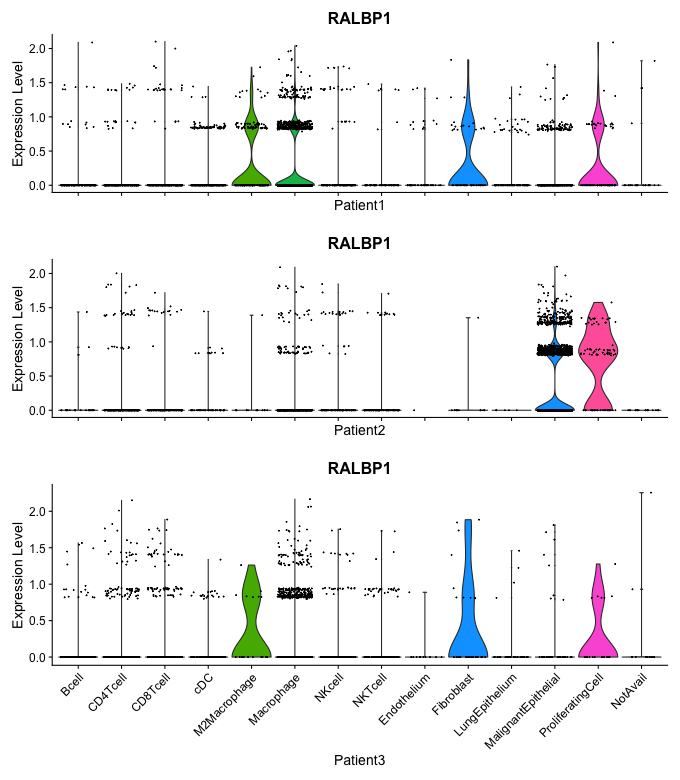 RALBP1
Expression Level
2.0
1.5
1.0
0.5
0.0
Patient1
RALBP1
Expression Level
2.0
1.5
1.0
0.5
0.0
Patient2
RALBP1
Expression Level
2.0
1.5
1.0
0.5
0.0
Bcell
CD4Tcell
CD8Tcell
cDC
M2Macrophage
Macrophage
NKcell
NKTcell
Endothelium
Fibroblast
LungEpithelium
MalignantEpithelial
ProliferatingCell
NotAvail
Patient3